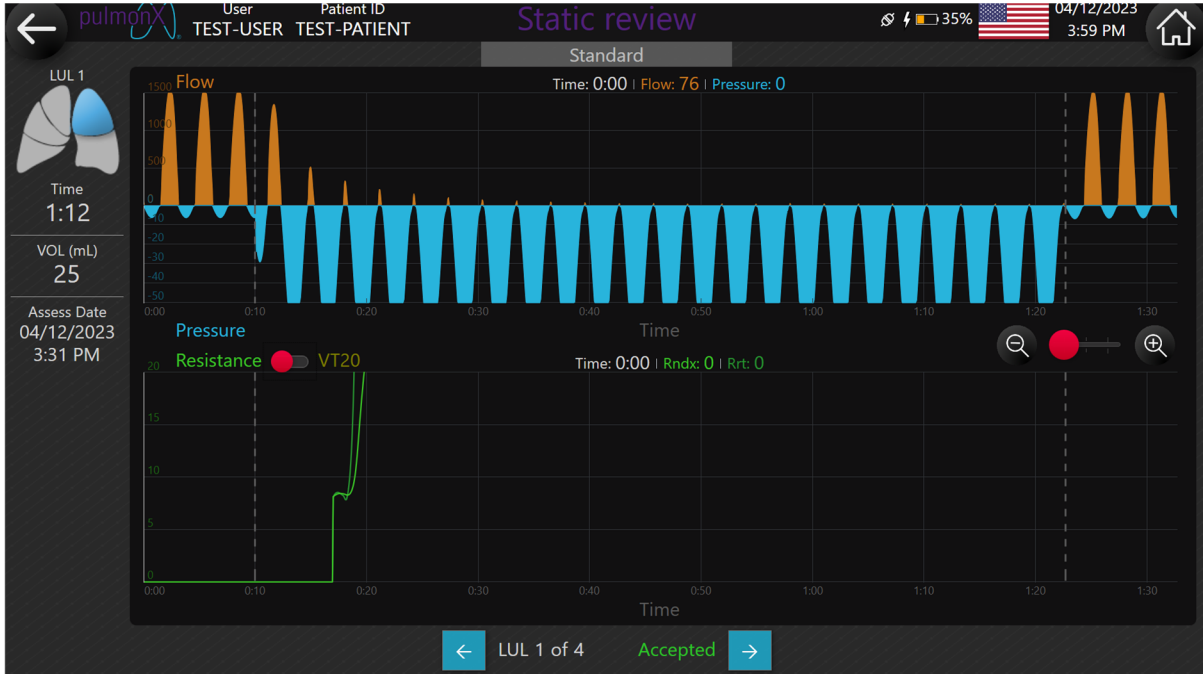 pulmonX
User
TEST-USER
Patient ID
TEST-PATIENT
Static review
35%
04/12/2023
3:59 PM
Standard
LUL 1
Time
1:12
VOL (mL)
25
Assess Date
04/12/2023
3:31 PM
Flow
Time: 0:00 | Flow: 76 | Pressure: 0
1500
1000
500
0
-10
-20
-30
-40
-50
0:00 0:10 0:20 0:30 0:40 0:50 1:00 1:10 1:20 1:30
Pressure
Time
Resistance VT20
Time: 0:00 | Rndx: 0 | Rrt: 0
20
15
10
5
0
0:00 0:10 0:20 0:30 0:40 0:50 1:00 1:10 1:20 1:30
Time
LUL 1 of 4 Accepted